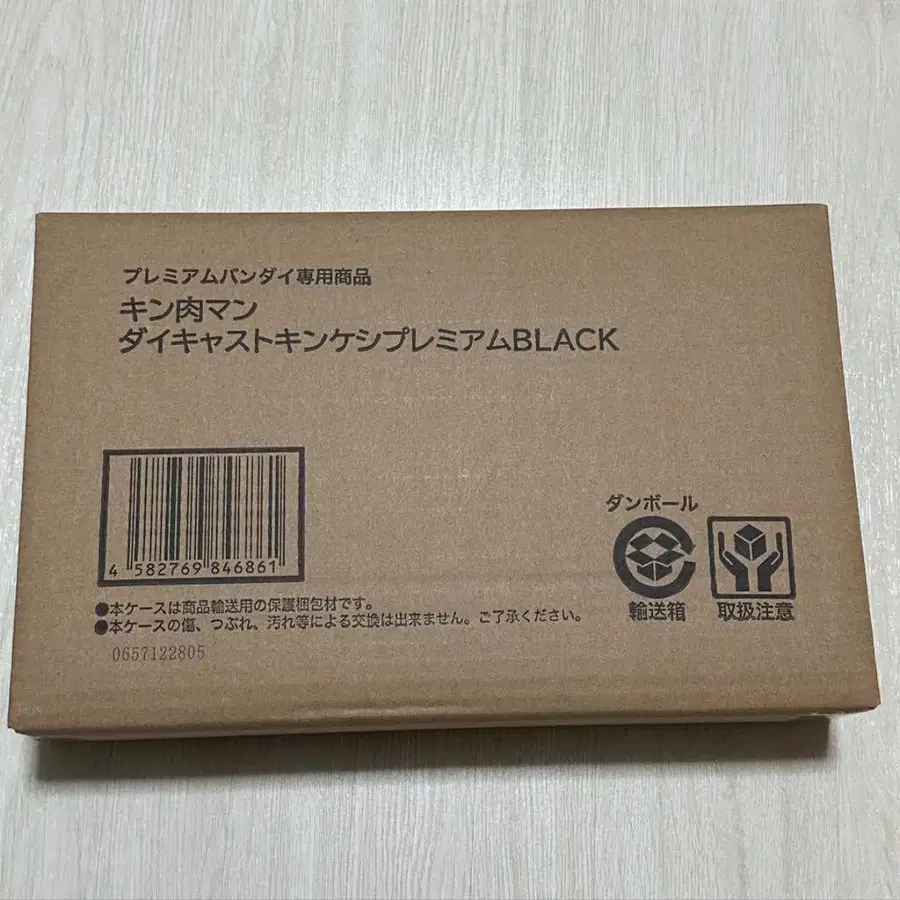 プレミアムバンダイ専用商品
キン肉マン
ダイキャストキンケシプレミアムBLACK
4 582769 846861
ダンボール
輸送箱
取扱注意
●本ケースは商品輸送用の保護梱包材です。
●本ケースの傷、つぶれ、汚れ等による交換は出来ません。ご了承ください。
0657122805